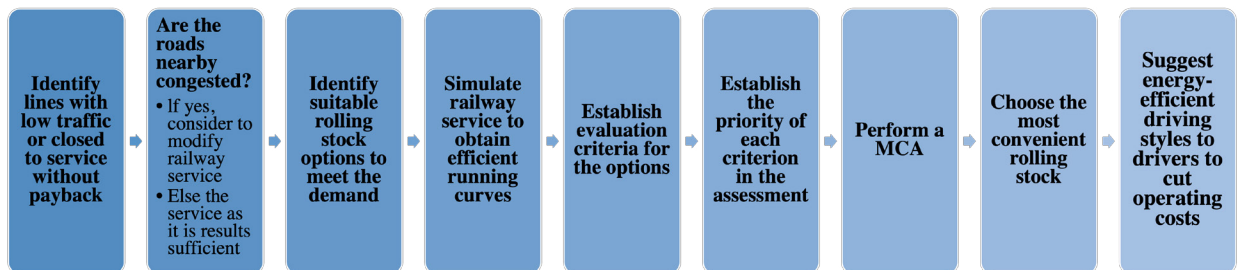 Identify
lines with
low traffic
or closed
to service
without
payback
Are the
roads
nearby
congested?
• If yes,
consider to
modify
railway
service
• Else the
service as
it is results
sufficient
Identify
suitable
rolling
stock
options to
meet the
demand
Simulate
railway
service to
obtain
efficient
running
curves
Establish
evaluation
criteria for
the options
Establish
the
priority of
each
criterion
in the
assessment
Perform a
MCA
Choose the
most
convenient
rolling
stock
Suggest
energy-
efficient
driving
styles to
drivers to
cut
operating
costs